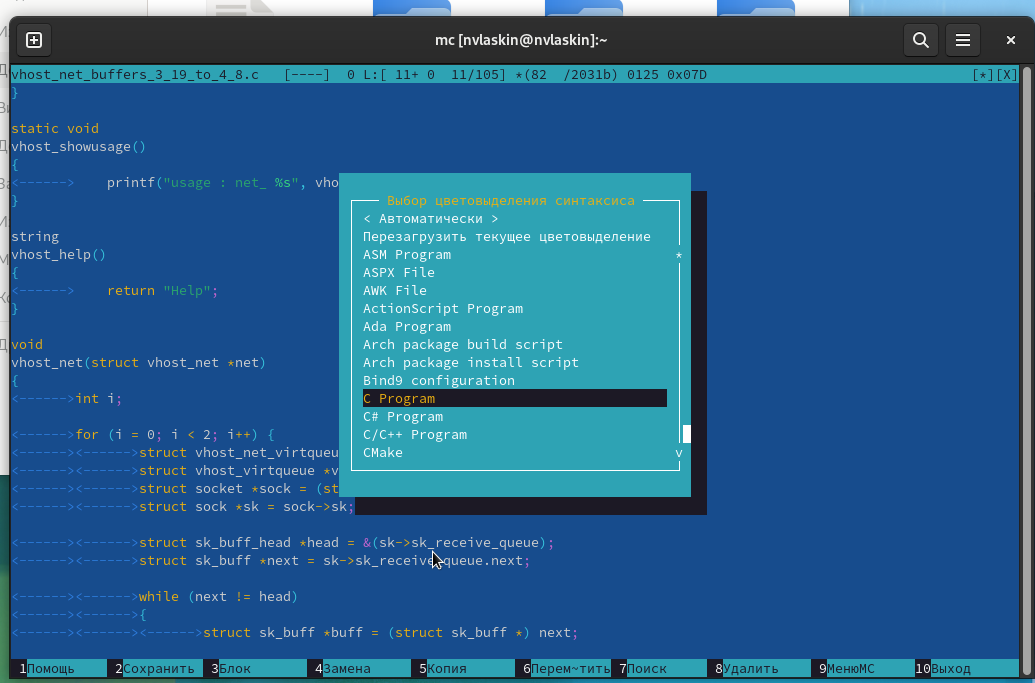 mc [nvlaskin@nvlaskin]:~
vhost_net_buffers_3_19_to_4_8.c   [----]  0 L:[ 11+ 0  11/105] *(82  /2031b) 0125 0x07D   [*][X]
}
static void
vhost_showusage()
{
<------>    printf("usage : net_ %s", vho
}
string
vhost_help()
{
<------>    return "Help";
}
void
vhost_net(struct vhost_net *net)
{
<------>int i;
<------>for (i = 0; i < 2; i++) {
<------><------>struct vhost_net_virtqueu
<------><------>struct vhost_virtqueue *v
<------><------>struct socket *sock = (st
<------><------>struct sock *sk = sock->sk;
<------><------>struct sk_buff_head *head = &(sk->sk_receive_queue);
<------><------>struct sk_buff *next = sk->sk_receive_queue.next;
<------><------>while (next != head)
<------><------>{
<------><------><------>struct sk_buff *buff = (struct sk_buff *) next;
Выбор цветовыделения синтаксиса
< Автоматически >
Перезагрузить текущее цветовыделение
ASM Program
ASPX File
AWK File
ActionScript Program
Ada Program
Arch package build script
Arch package install script
Bind9 configuration
C Program
C# Program
C/C++ Program
CMake
1Помощь 2Сохранить 3Блок 4Замена 5Копия 6Перем~тить 7Поиск 8Удалить 9МенюMC 10Выход